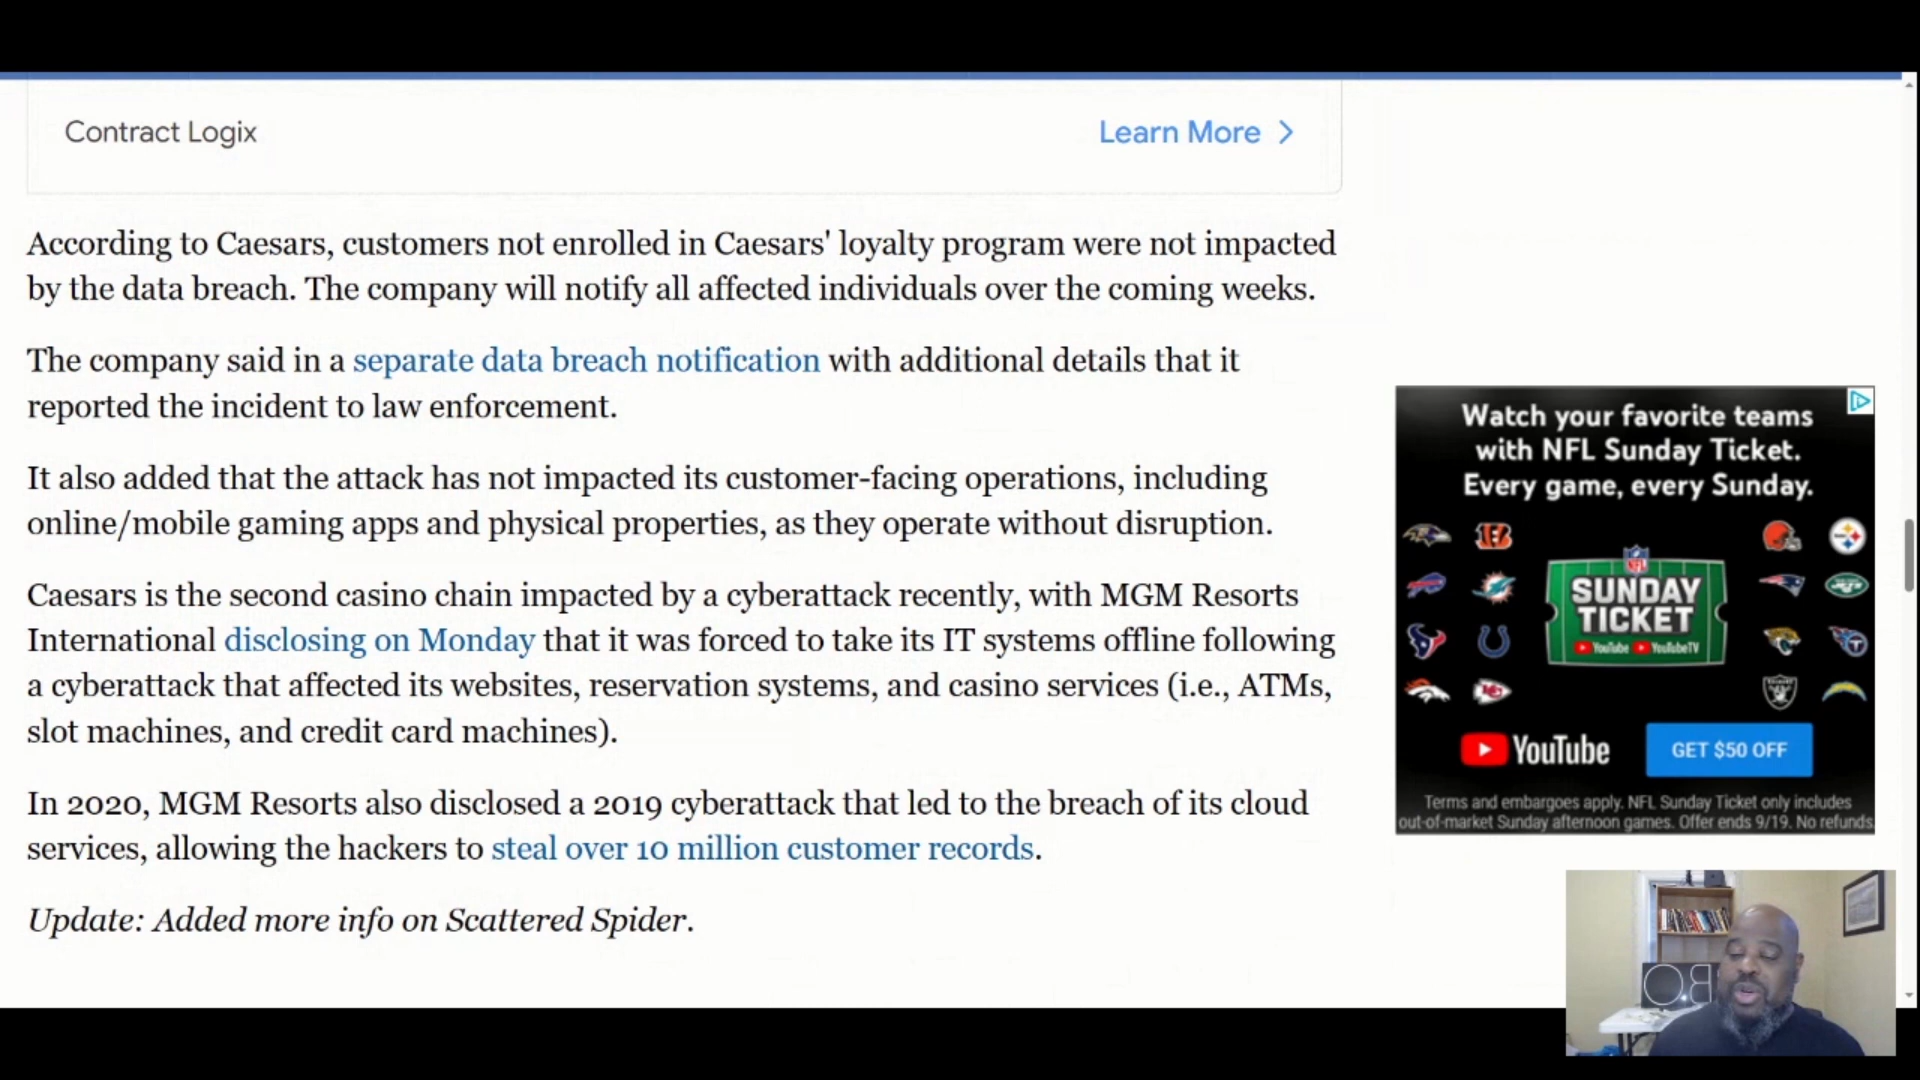 Contract Logix
Learn More
According to Caesars, customers not enrolled in Caesars' loyalty program were not impacted
by the data breach. The company will notify all affected individuals over the coming weeks.
The company said in a separate data breach notification with additional details that it
reported the incident to law enforcement.
It also added that the attack has not impacted its customer-facing operations, including
online/mobile gaming apps and physical properties, as they operate without disruption.
Caesars is the second casino chain impacted by a cyberattack recently, with MGM Resorts
International disclosing on Monday that it was forced to take its IT systems offline following
a cyberattack that affected its websites, reservation systems, and casino services (i.e., ATMs,
slot machines, and credit card machines).
In 2020, MGM Resorts also disclosed a 2019 cyberattack that led to the breach of its cloud
services, allowing the hackers to steal over 10 million customer records.
Update: Added more info on Scattered Spider.
Watch your favorite teams
with NFL Sunday Ticket.
Every game, every Sunday.
NFL
SUNDAY
TICKET
YouTube YouTubeTV
YouTube
GET $50 OFF
Terms and embargoes apply. NFL Sunday Ticket only includes
out-of-market Sunday afternoon games. Offer ends 9/19. No refunds